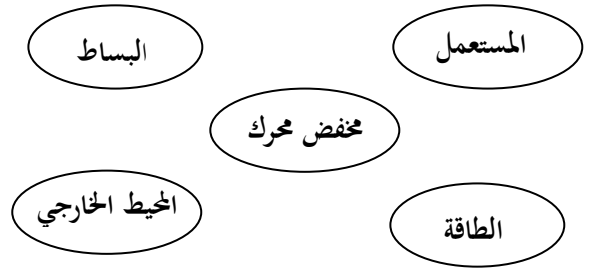 المستعمل
البساط
مخفض محرك
المحيط الخارجي
الطاقة